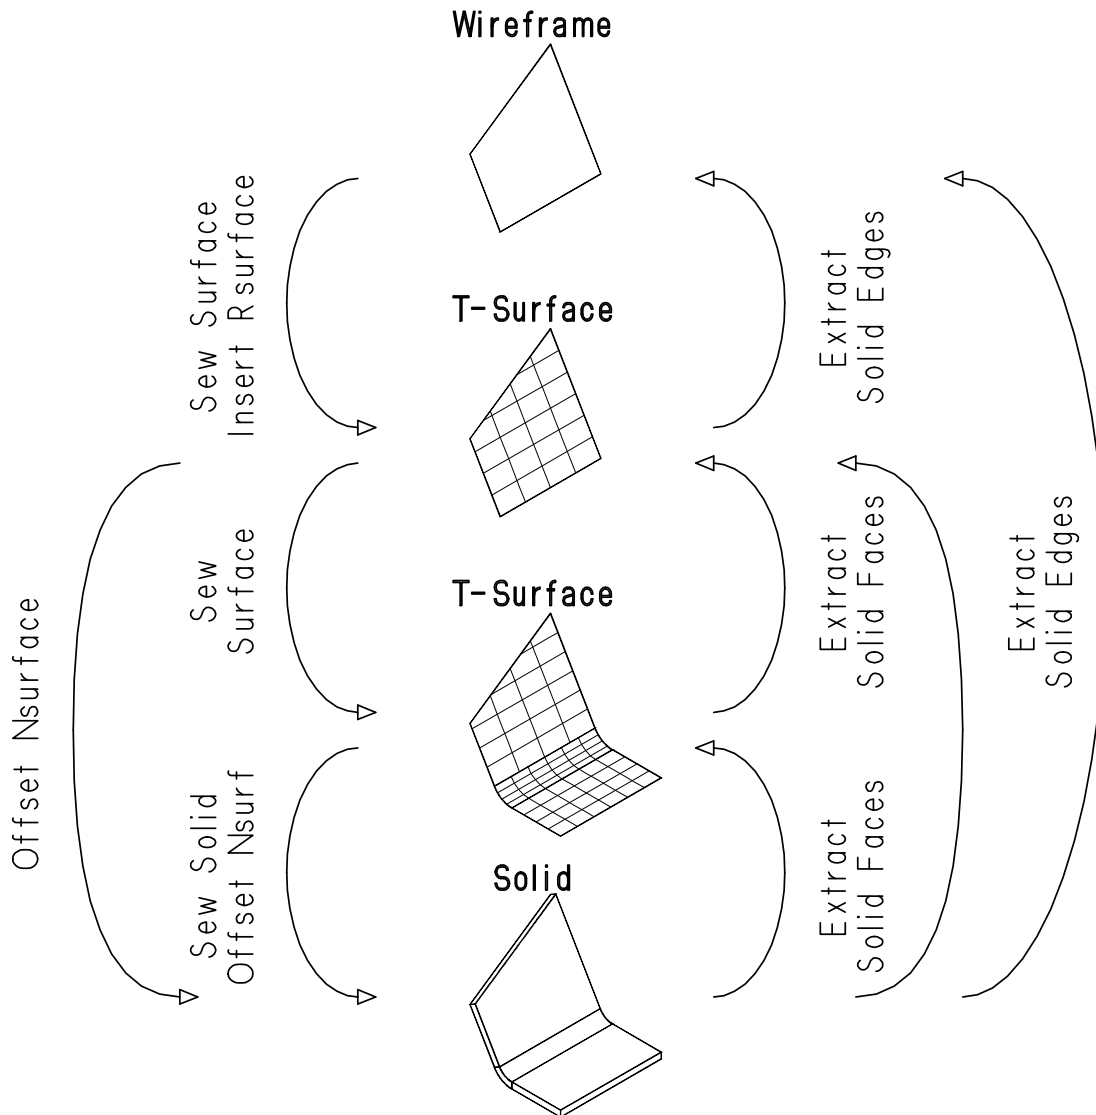 Wireframe
Sew Surface
Insert Rsurface
Extract
Solid Edges
T-Surface
Sew
Surface
Extract
Solid Faces
Extract
Solid Edges
T-Surface
Offset Nsurface
Sew Solid
Offset Nsurf
Extract
Solid Faces
Solid